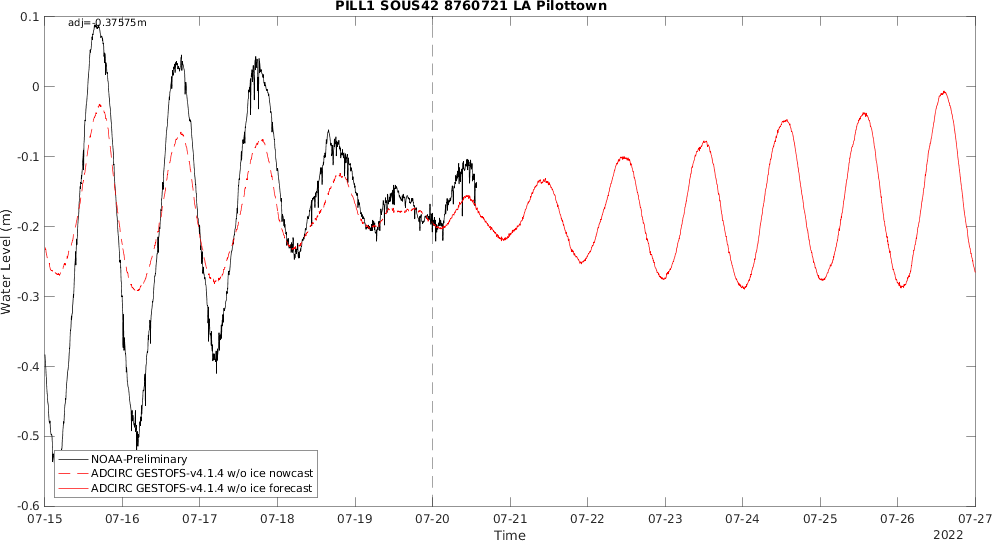 PILL1 SOUS42 8760721 LA Pilottown
adj=-0.37575m
0.1
0
-0.1
-0.2
-0.3
-0.4
-0.5
-0.6
Water Level (m)
NOAA-Preliminary
ADCIRC GESTOFS-v4.1.4 w/o ice nowcast
ADCIRC GESTOFS-v4.1.4 w/o ice forecast
07-15 07-16 07-17 07-18 07-19 07-20 07-21 07-22 07-23 07-24 07-25 07-26 07-27
Time
2022